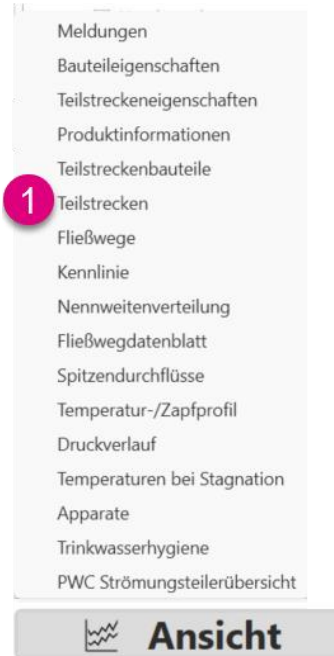 Meldungen
Bauteileigenschaften
Teilstreckeneigenschaften
Produktinformationen
Teilstreckenbauteile
1 Teilstrecken
Fließwege
Kennlinie
Nennweitenverteilung
Fließwegdatenblatt
Spitzendurchflüsse
Temperatur-/Zapfprofil
Druckverlauf
Temperaturen bei Stagnation
Apparate
Trinkwasserhygiene
PWC Strömungsteilerübersicht
Ansicht